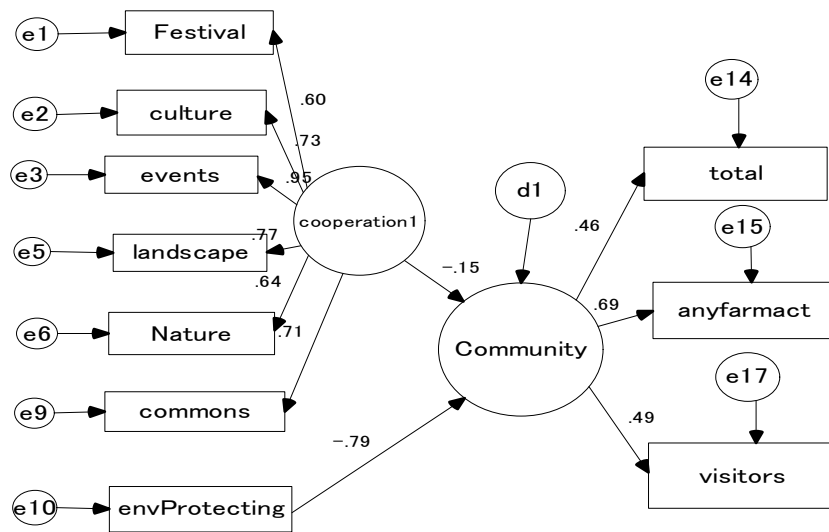 e1
Festival
.60
e2
culture
.73
e3
events
.95
cooperation1
e5
landscape
.77
e6
Nature
.64
e9
commons
.71
e10
envProtecting
-.79
-.15
d1
Community
.46
e14
total
.69
e15
anyfarmact
.49
e17
visitors